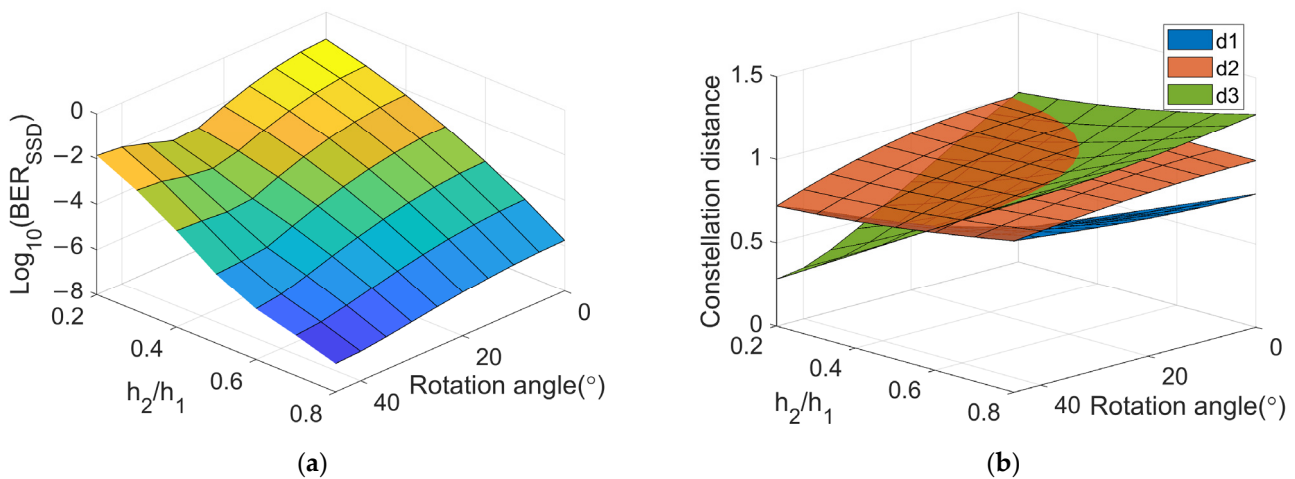 0
−2
−4
−6
−8
Log10(BERSSD)
0.2
0.4
0.6
0.8
h2/h1
0
20
40
Rotation angle(°)
(a)
d1
d2
d3
1.5
1
0.5
0
Constellation distance
0.2
0.4
0.6
0.8
h2/h1
0
20
40
Rotation angle(°)
(b)